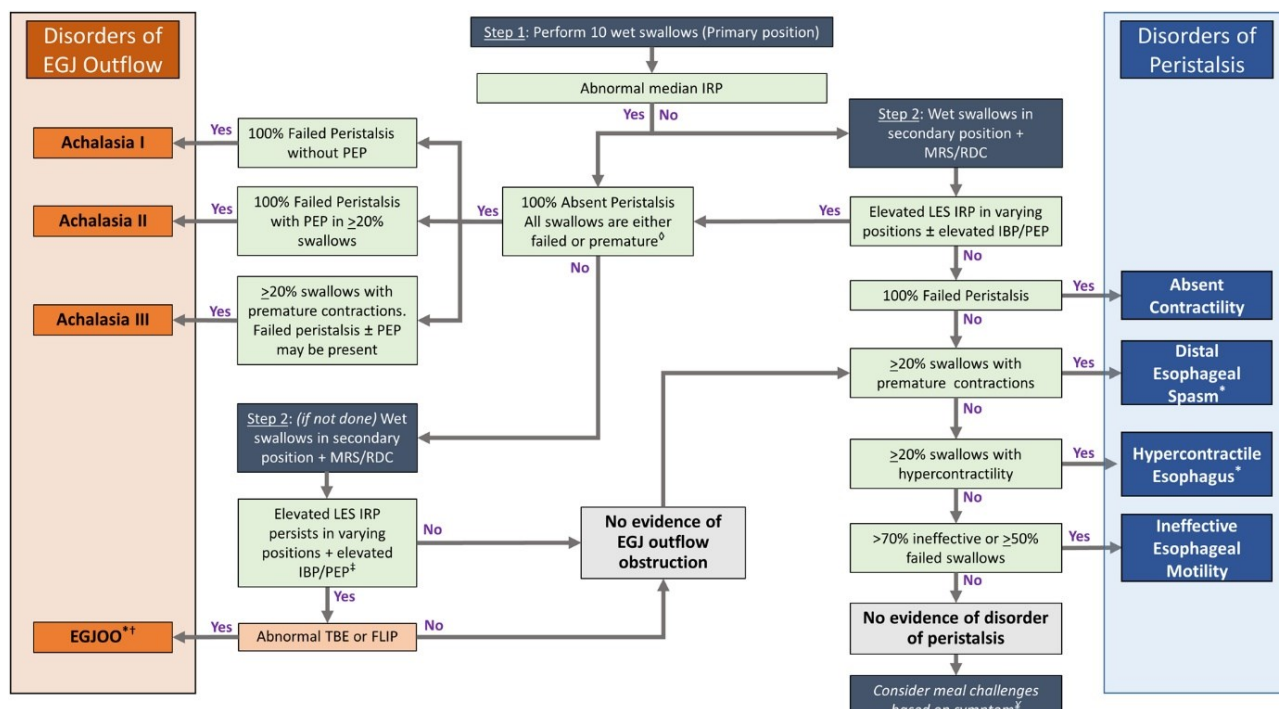 Disorders of
EGJ Outflow
Step 1: Perform 10 wet swallows (Primary position)
Disorders of
Peristalsis
Abnormal median IRP
Yes
No
Step 2: Wet swallows in
secondary position +
MRS/RDC
Achalasia I
Yes
100% Failed Peristalsis
without PEP
Achalasia II
Yes
100% Failed Peristalsis
with PEP in ≥20%
swallows
Yes
100% Absent Peristalsis
All swallows are either
failed or premature◊
Yes
Elevated LES IRP in varying
positions ± elevated IBP/PEP
No
No
Achalasia III
Yes
≥20% swallows with
premature contractions.
Failed peristalsis ± PEP
may be present
100% Failed Peristalsis
Yes
Absent
Contractility
No
≥20% swallows with
premature contractions
Yes
Distal
Esophageal
Spasm*
No
Step 2: (if not done) Wet
swallows in secondary
position + MRS/RDC
≥20% swallows with
hypercontractility
Yes
Hypercontractile
Esophagus*
No
Elevated LES IRP
persists in varying
positions + elevated
IBP/PEP‡
No
No evidence of
EGJ outflow
obstruction
>70% ineffective or ≥50%
failed swallows
Yes
Ineffective
Esophageal
Motility
Yes
No
EGJOO*†
Yes
Abnormal TBE or FLIP
No
No evidence of disorder
of peristalsis
Consider meal challenges
based on symptom¥